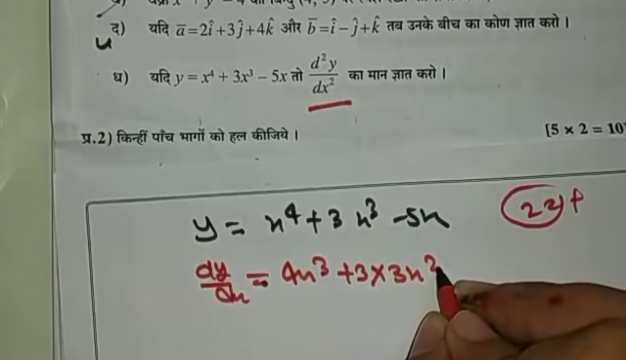 द) यदि a̅=2î+3ĵ+4k̂ और b̅=î-ĵ+k̂ तब उनके बीच का कोण ज्ञात करो ।
ध) यदि y = x⁴ + 3x³ - 5x तो d²y/dx² का मान ज्ञात करो ।
प्र.2) किन्हीं पाँच भागों को हल कीजिये । [5 × 2 = 10
y = x⁴ + 3x³ - 5x
dy/dx = 4x³ + 3×3x²